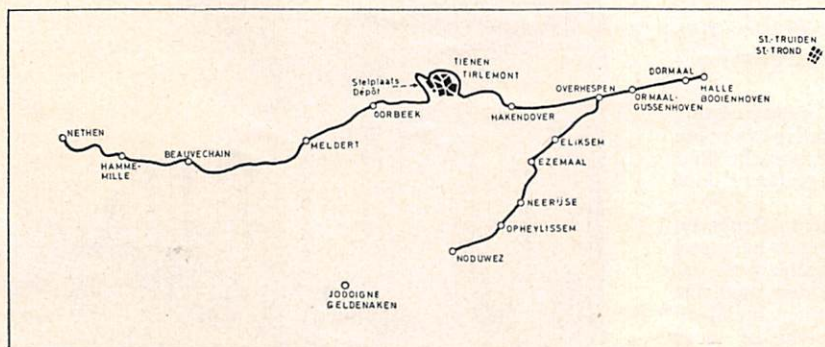 ST.-TRUIDEN
ST-TROND
TIENEN
TIRLEMONT
Stelplaats
Dépôt
DORMAAL
OVERHESPEN
HALLE
BOOIENHOVEN
ORMAAL-
GUSSENHOVEN
OORBEEK
HAKENDOVER
NETHEN
BEAUVECHAIN
HAMME-
MILLE
MELDERT
ELIKSEM
EZEMAAL
NEERIJSE
OPHEYLISSEM
NODUWEZ
JODOIGNE
GELDENAKEN